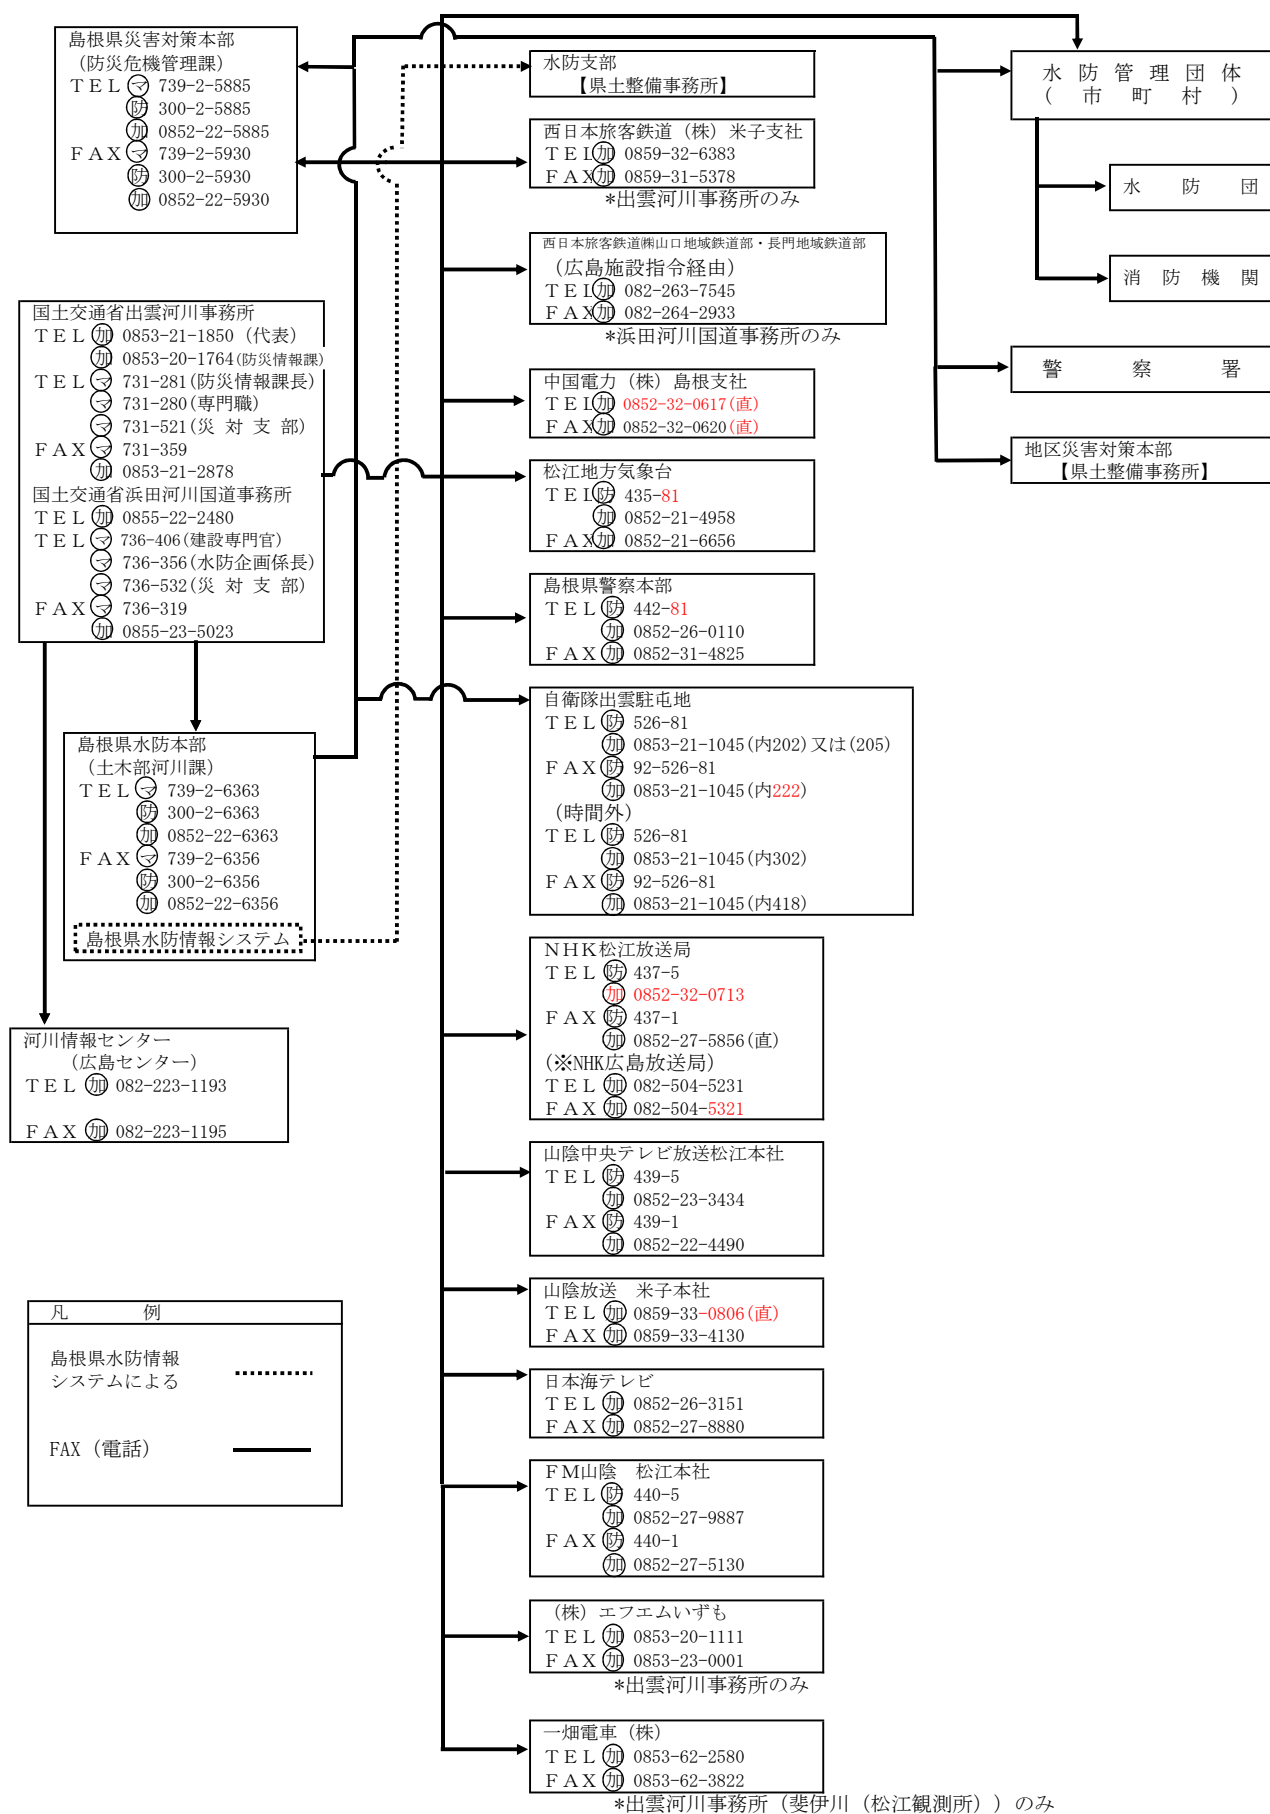 島根県災害対策本部
(防災危機管理課)
ＴＥＬ㋮ 739-2-5885
防 300-2-5885
加 0852-22-5885
ＦＡＸ㋮ 739-2-5930
防 300-2-5930
加 0852-22-5930
国土交通省出雲河川事務所
ＴＥＬ加 0853-21-1850 (代表)
加 0853-20-1764(防災情報課)
ＴＥＬ㋮ 731-281(防災情報課長)
㋮ 731-280(専門職)
㋮ 731-521(災 対 支 部)
ＦＡＸ㋮ 731-359
加 0853-21-2878
国土交通省浜田河川国道事務所
ＴＥＬ加 0855-22-2480
ＴＥＬ㋮ 736-406(建設専門官)
㋮ 736-356(水防企画係長)
㋮ 736-532(災 対 支 部)
ＦＡＸ㋮ 736-319
加 0855-23-5023
島根県水防本部
(土木部河川課)
ＴＥＬ㋮ 739-2-6363
防 300-2-6363
加 0852-22-6363
ＦＡＸ㋮ 739-2-6356
防 300-2-6356
加 0852-22-6356
島根県水防情報システム
河川情報センター
(広島センター)
ＴＥＬ 加 082-223-1193
ＦＡＸ 加 082-223-1195
凡　　　例
島根県水防情報
システムによる
FAX (電話)
水防支部
【県土整備事務所】
西日本旅客鉄道（株）米子支社
ＴＥＬ加 0859-32-6383
ＦＡＸ加 0859-31-5378
*出雲河川事務所のみ
西日本旅客鉄道㈱山口地域鉄道部・長門地域鉄道部
(広島施設指令経由)
ＴＥＬ加 082-263-7545
ＦＡＸ加 082-264-2933
*浜田河川国道事務所のみ
中国電力（株）島根支社
ＴＥＬ加 0852-32-0617(直)
ＦＡＸ加 0852-32-0620(直)
松江地方気象台
ＴＥＬ防 435-81
加 0852-21-4958
ＦＡＸ加 0852-21-6656
島根県警察本部
ＴＥＬ防 442-81
加 0852-26-0110
ＦＡＸ加 0852-31-4825
自衛隊出雲駐屯地
ＴＥＬ防 526-81
加 0853-21-1045(内202)又は(205)
ＦＡＸ防 92-526-81
加 0853-21-1045(内222)
(時間外)
ＴＥＬ防 526-81
加 0853-21-1045(内302)
ＦＡＸ防 92-526-81
加 0853-21-1045(内418)
ＮＨＫ松江放送局
ＴＥＬ防 437-5
加 0852-32-0713
ＦＡＸ防 437-1
加 0852-27-5856(直)
(※NHK広島放送局)
ＴＥＬ加 082-504-5231
ＦＡＸ加 082-504-5321
山陰中央テレビ放送松江本社
ＴＥＬ防 439-5
加 0852-23-3434
ＦＡＸ防 439-1
加 0852-22-4490
山陰放送　米子本社
ＴＥＬ加 0859-33-0806(直)
ＦＡＸ加 0859-33-4130
日本海テレビ
ＴＥＬ加 0852-26-3151
ＦＡＸ加 0852-27-8880
ＦＭ山陰　松江本社
ＴＥＬ防 440-5
加 0852-27-9887
ＦＡＸ防 440-1
加 0852-27-5130
（株）エフエムいずも
ＴＥＬ加 0853-20-1111
ＦＡＸ加 0853-23-0001
*出雲河川事務所のみ
一畑電車（株）
ＴＥＬ加 0853-62-2580
ＦＡＸ加 0853-62-3822
*出雲河川事務所（斐伊川（松江観測所））のみ
水 防 管 理 団 体
(　市　町　村　)
水　防　団
消 防 機 関
警　察　署
地区災害対策本部
【県土整備事務所】